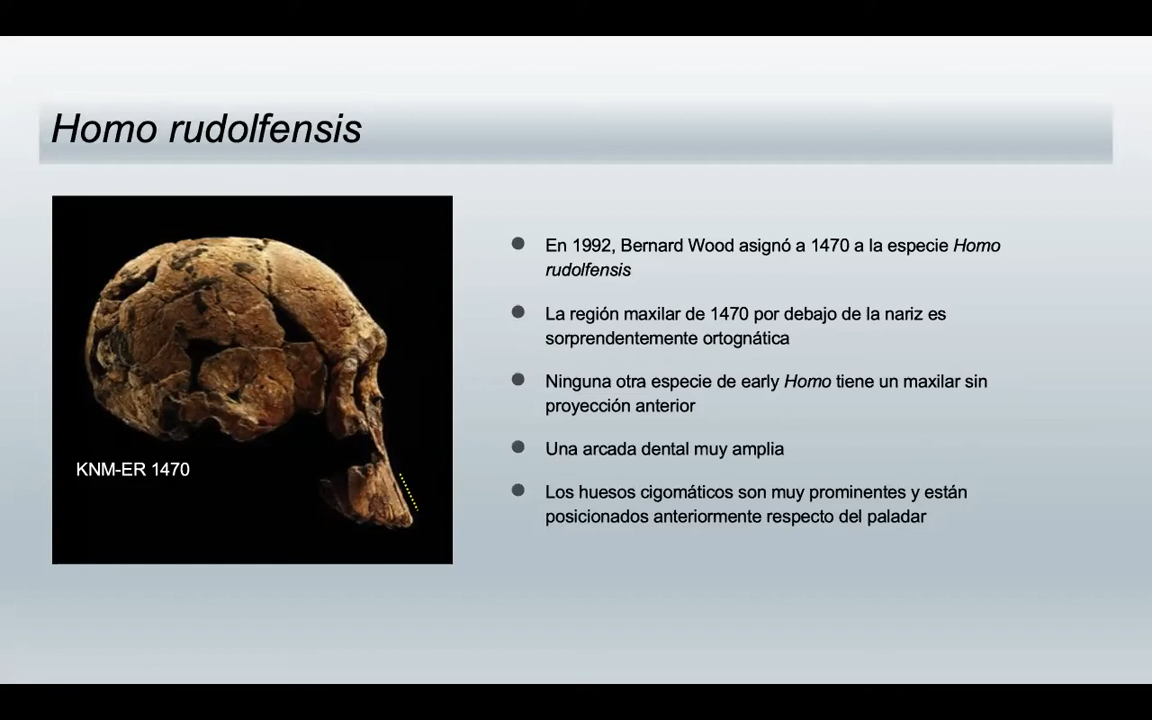 Homo rudolfensis
En 1992, Bernard Wood asignó a 1470 a la especie Homo
rudolfensis
La región maxilar de 1470 por debajo de la nariz es
sorprendentemente ortognática
Ninguna otra especie de early Homo tiene un maxilar sin
proyección anterior
Una arcada dental muy amplia
Los huesos cigomáticos son muy prominentes y están
posicionados anteriormente respecto del paladar
KNM-ER 1470